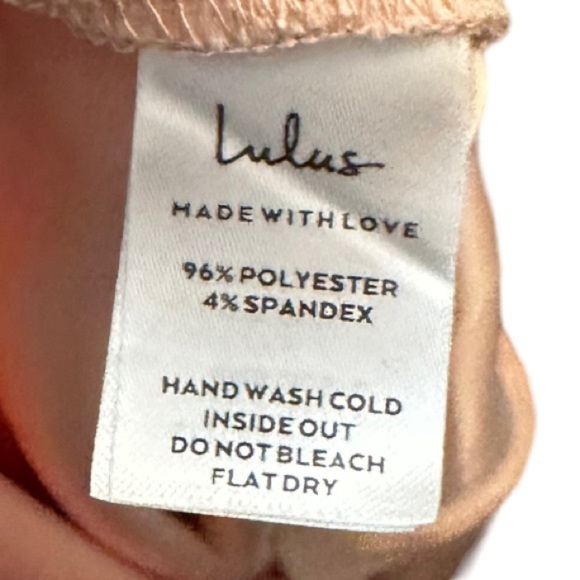 Lulus
MADE WITH LOVE
96% POLYESTER
4% SPANDEX
HAND WASH COLD
INSIDE OUT
DO NOT BLEACH
FLAT DRY